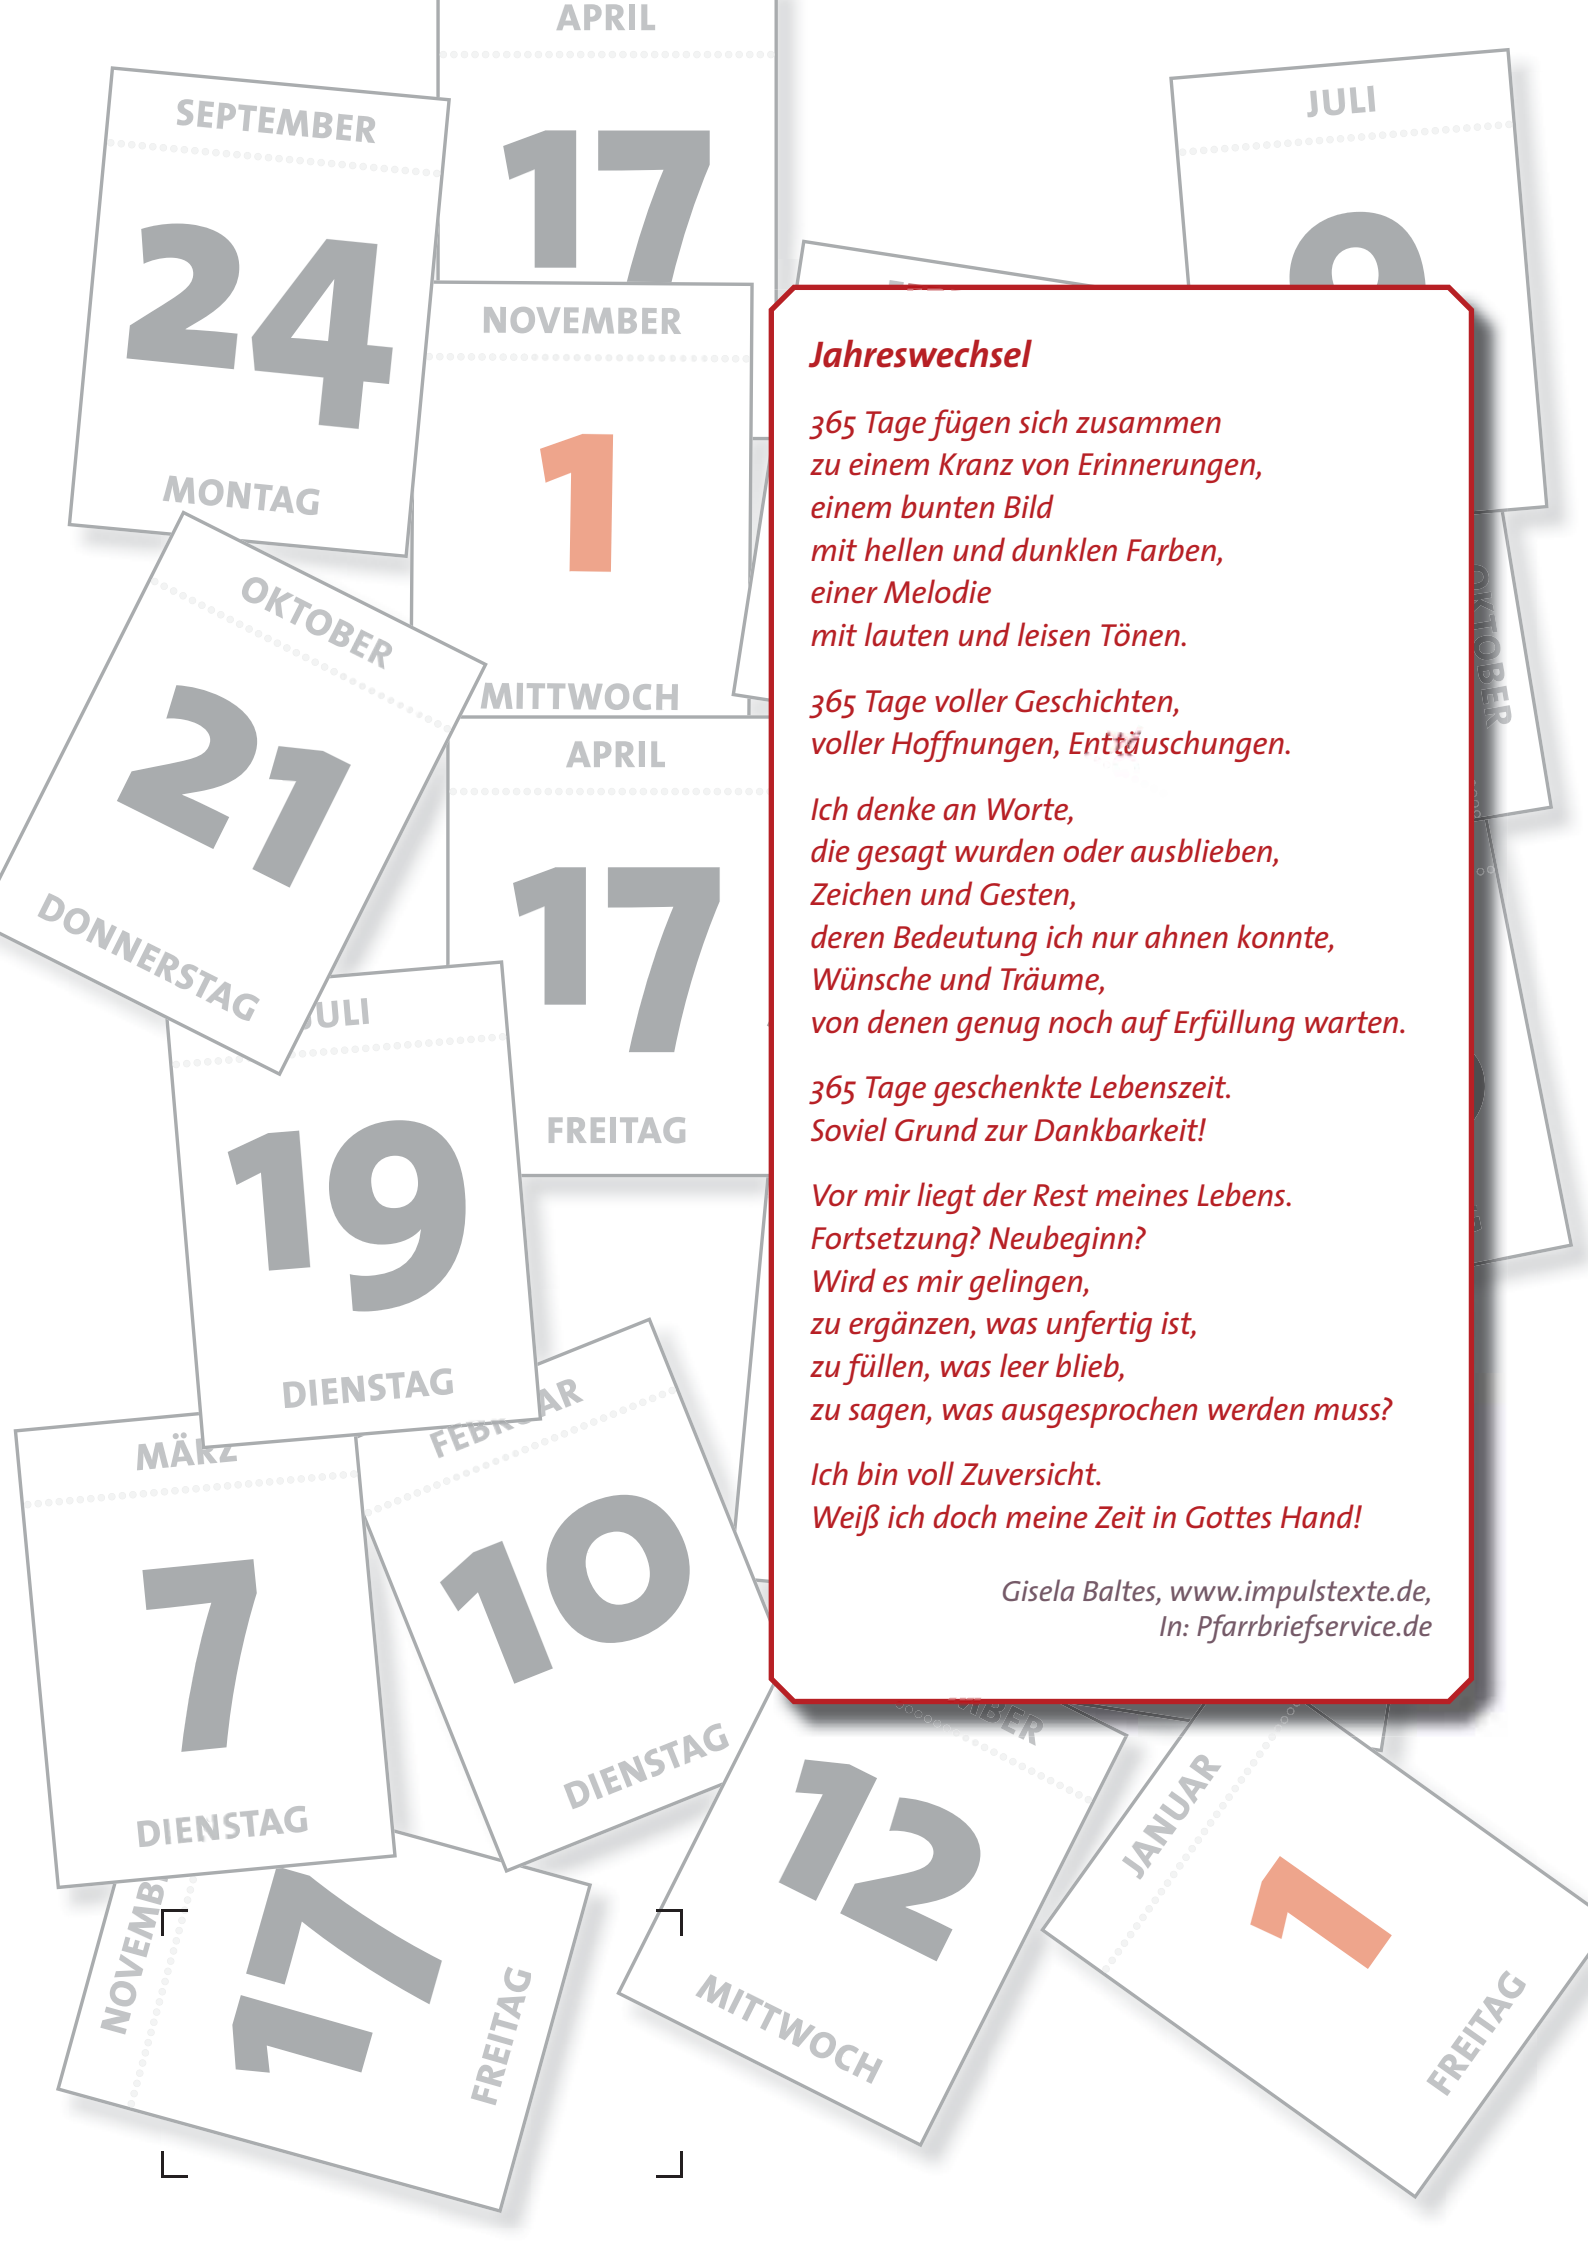 APRIL
17
SEPTEMBER
24
MONTAG
JULI
NOVEMBER
1
MITTWOCH
OKTOBER
21
DONNERSTAG
APRIL
17
FREITAG
JULI
19
DIENSTAG
MÄRZ
7
DIENSTAG
FEBRUAR
10
DIENSTAG
Jahreswechsel
365 Tage fügen sich zusammen
zu einem Kranz von Erinnerungen,
einem bunten Bild
mit hellen und dunklen Farben,
einer Melodie
mit lauten und leisen Tönen.
365 Tage voller Geschichten,
voller Hoffnungen, Enttäuschungen.
Ich denke an Worte,
die gesagt wurden oder ausblieben,
Zeichen und Gesten,
deren Bedeutung ich nur ahnen konnte,
Wünsche und Träume,
von denen genug noch auf Erfüllung warten.
365 Tage geschenkte Lebenszeit.
Soviel Grund zur Dankbarkeit!
Vor mir liegt der Rest meines Lebens.
Fortsetzung? Neubeginn?
Wird es mir gelingen,
zu ergänzen, was unfertig ist,
zu füllen, was leer blieb,
zu sagen, was ausgesprochen werden muss?
Ich bin voll Zuversicht.
Weiß ich doch meine Zeit in Gottes Hand!
Gisela Baltes, www.impulstexte.de,
In: Pfarrbriefservice.de
OKTOBER
NOVEMBE
17
FREITAG
MBER
12
MITTWOCH
JANUAR
1
FREITAG